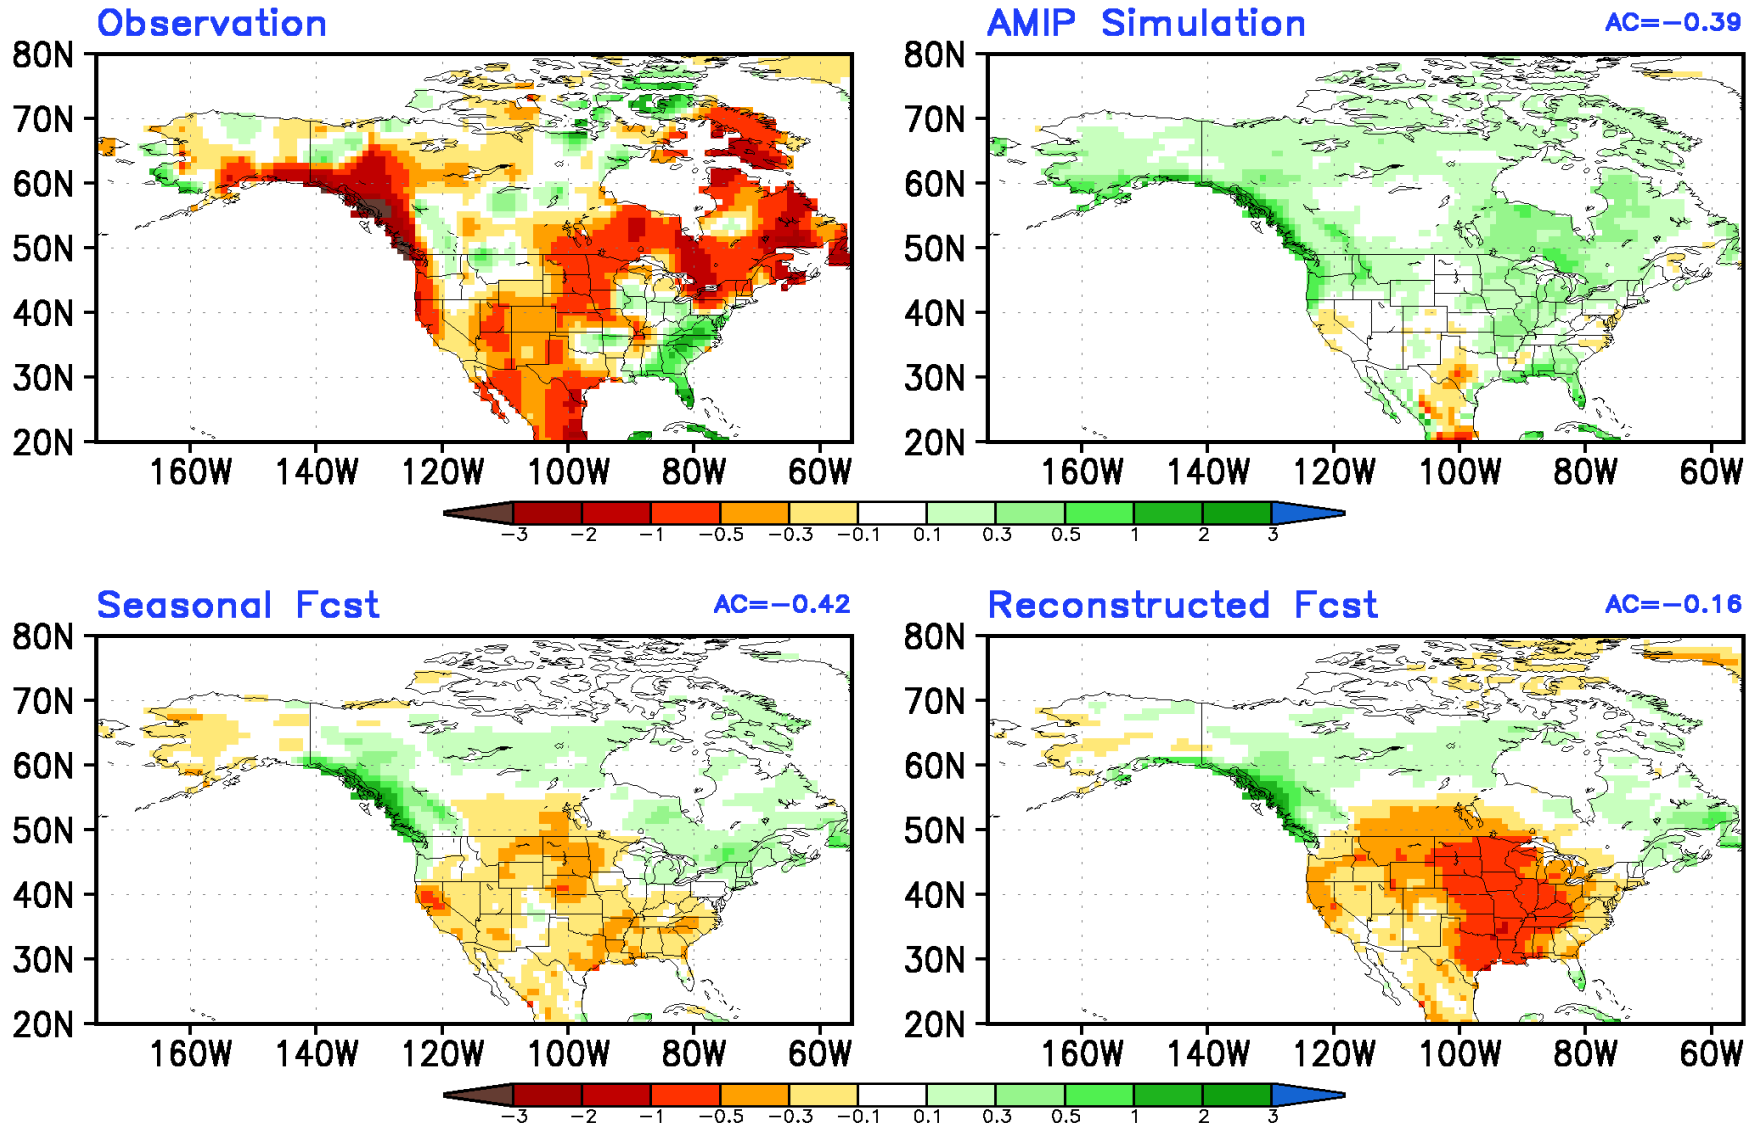 Observation
AMIP Simulation AC=−0.39
80N 80N
70N 70N
60N 60N
50N 50N
40N 40N
30N 30N
20N 20N
160W 140W 120W 100W 80W 60W 160W 140W 120W 100W 80W 60W
−3 −2 −1 −0.5 −0.3 −0.1 0.1 0.3 0.5 1 2 3
Seasonal Fcst AC=−0.42
Reconstructed Fcst AC=−0.16
80N 80N
70N 70N
60N 60N
50N 50N
40N 40N
30N 30N
20N 20N
160W 140W 120W 100W 80W 60W 160W 140W 120W 100W 80W 60W
−3 −2 −1 −0.5 −0.3 −0.1 0.1 0.3 0.5 1 2 3